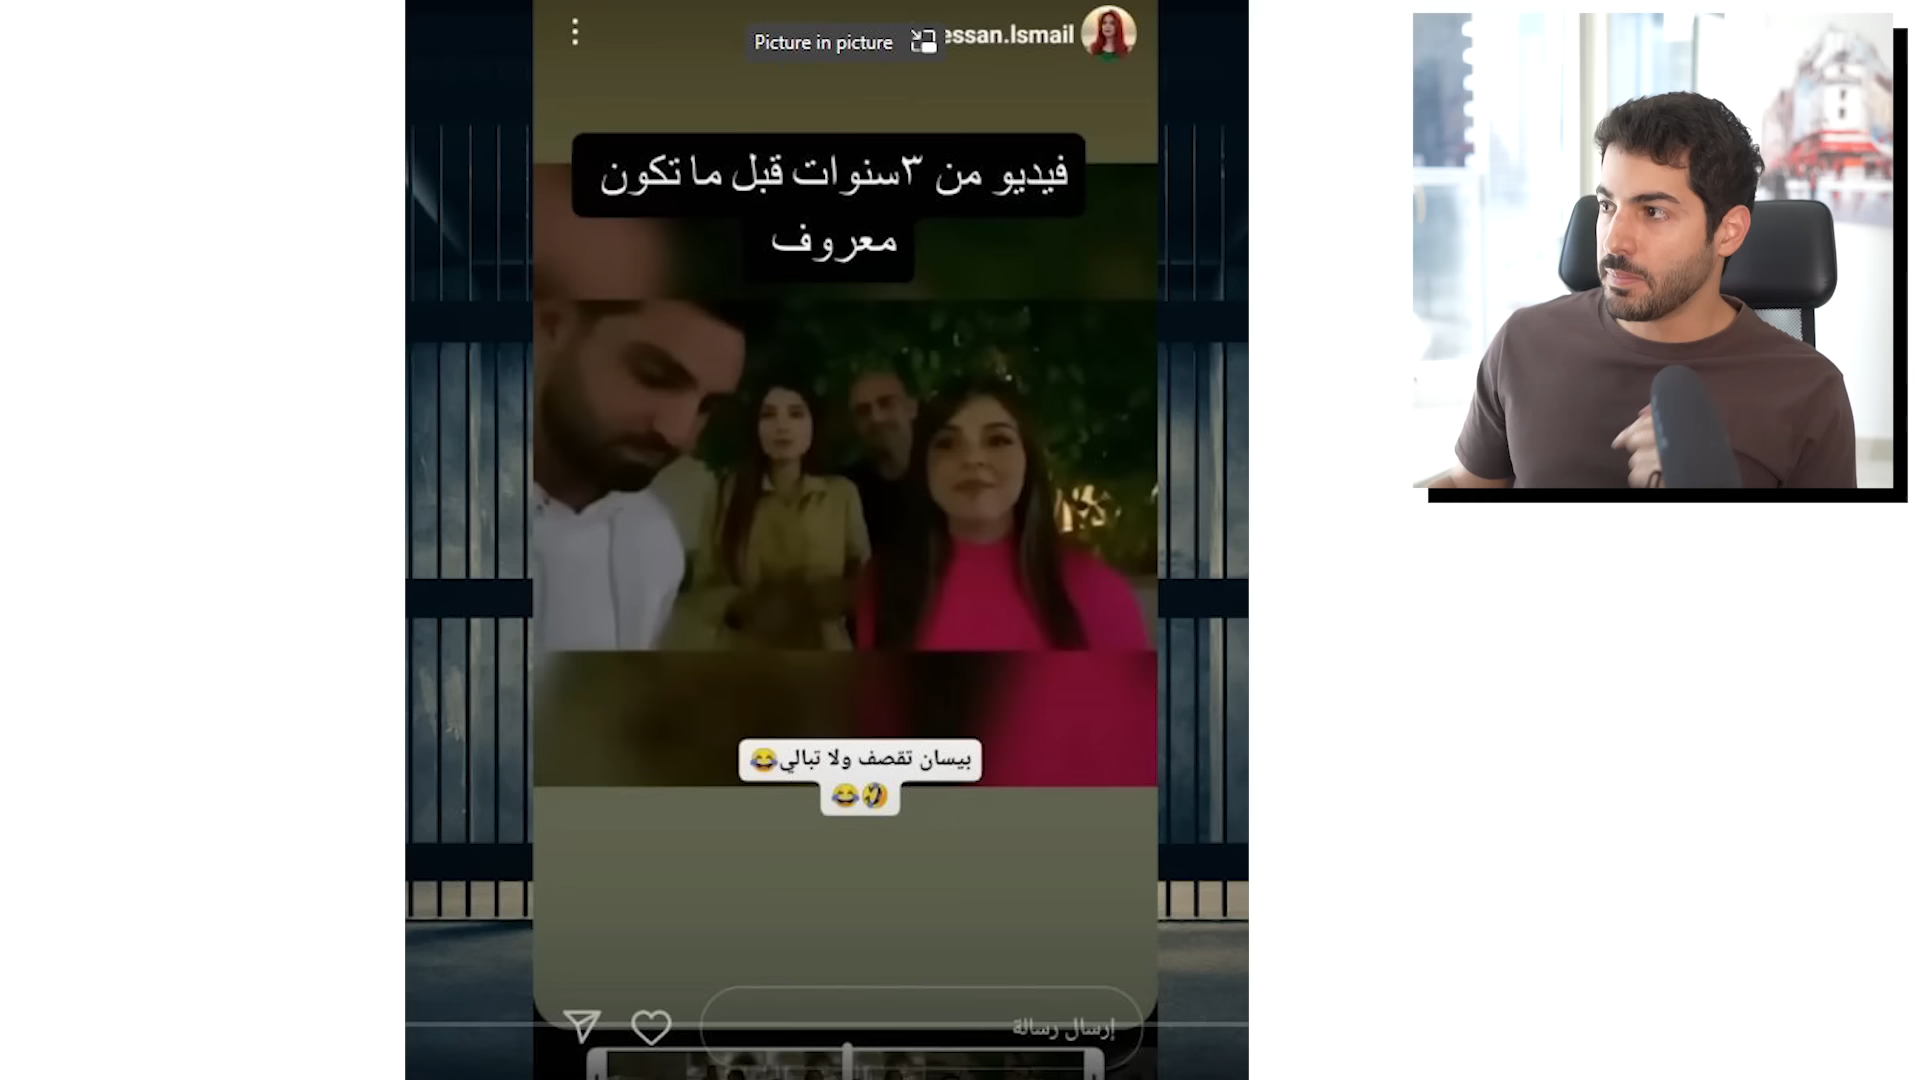 Picture in picture
essan.Ismail
فيديو من ٣سنوات قبل ما تكون
معروف
بيسان تقصف ولا تبالي😂
🤣😂
إرسال رسالة